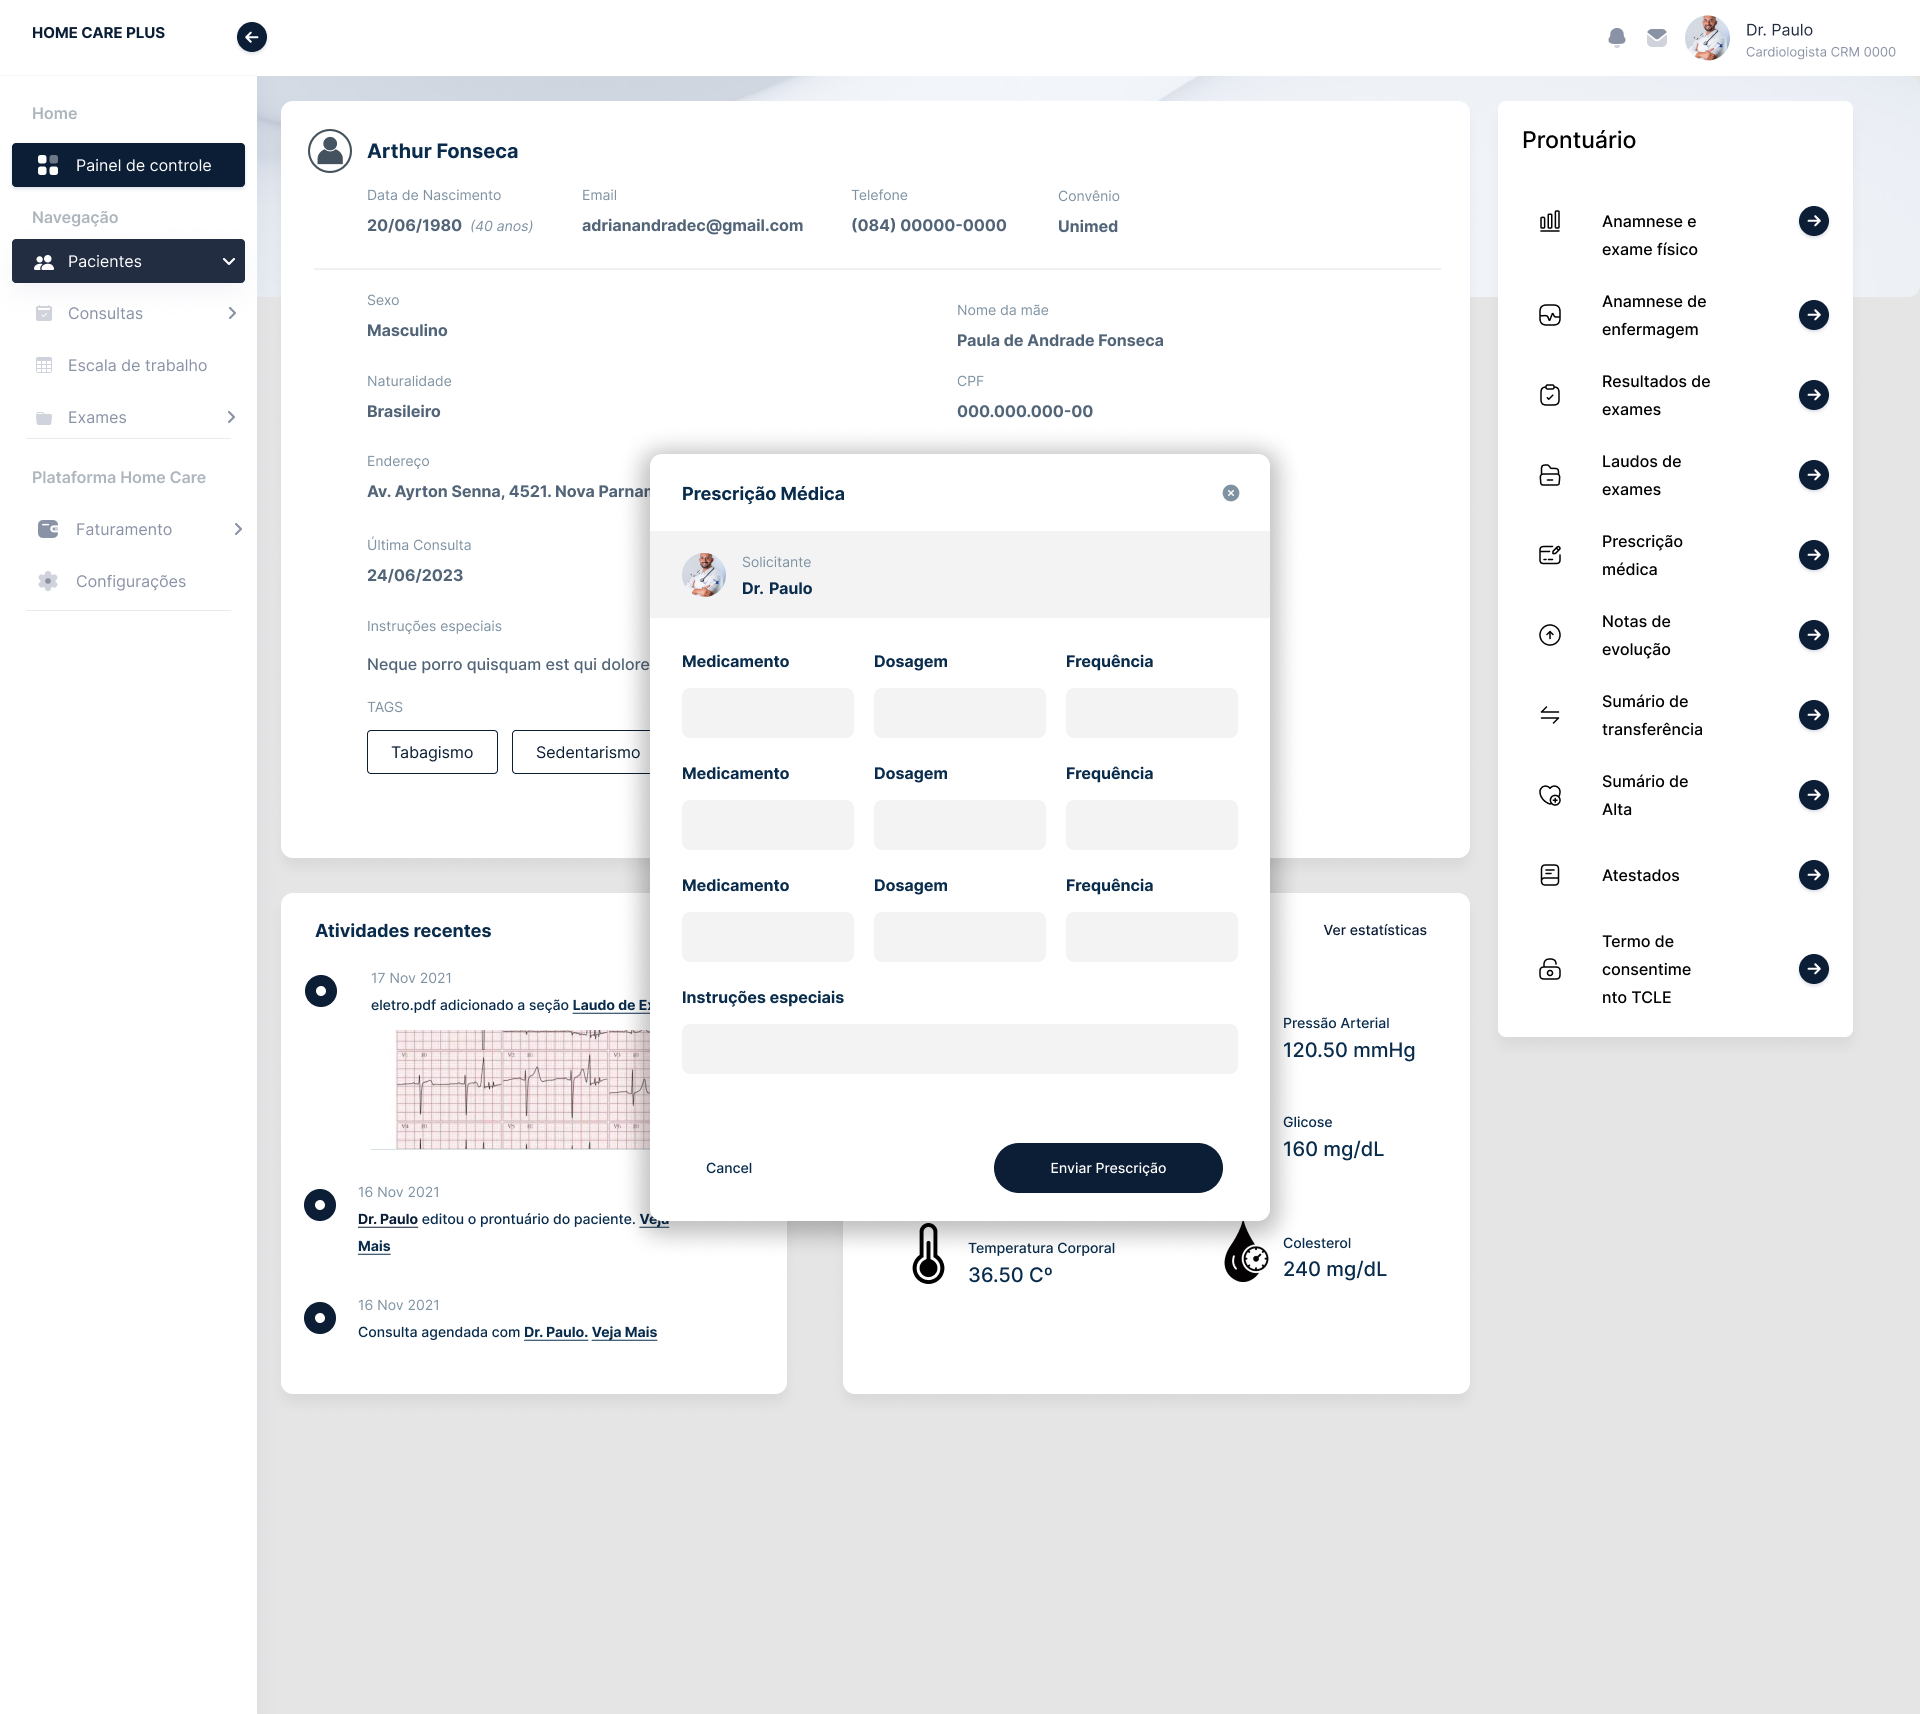 HOME CARE PLUS
Dr. Paulo
Cardiologista CRM 0000
Home
Painel de controle
Navegação
Pacientes
Consultas
Escala de trabalho
Exames
Plataforma Home Care
Faturamento
Configurações
Arthur Fonseca
Data de Nascimento
20/06/1980 (40 anos)
Email
adrianandradec@gmail.com
Telefone
(084) 00000-0000
Convênio
Unimed
Sexo
Masculino
Nome da mãe
Paula de Andrade Fonseca
Naturalidade
Brasileiro
CPF
000.000.000-00
Endereço
Av. Ayrton Senna, 4521. Nova
Última Consulta
24/06/2023
Instruções especiais
Neque porro quisquam est qui dolore
TAGS
Tabagismo
Sedentarismo
Prescrição Médica
Solicitante
Dr. Paulo
Medicamento Dosagem Frequência
Medicamento Dosagem Frequência
Medicamento Dosagem Frequência
Instruções especiais
Cancel
Enviar Prescrição
Atividades recentes
17 Nov 2021
eletro.pdf adicionado a seção Laudo de
16 Nov 2021
Dr. Paulo editou o prontuário do paciente. Veja
Mais
16 Nov 2021
Consulta agendada com Dr. Paulo. Veja Mais
Ver estatísticas
Pressão Arterial
120.50 mmHg
Glicose
160 mg/dL
Temperatura Corporal
36.50 Cº
Colesterol
240 mg/dL
Prontuário
Anamnese e
exame físico
Anamnese de
enfermagem
Resultados de
exames
Laudos de
exames
Prescrição
médica
Notas de
evolução
Sumário de
transferência
Sumário de
Alta
Atestados
Termo de
consentime
nto TCLE